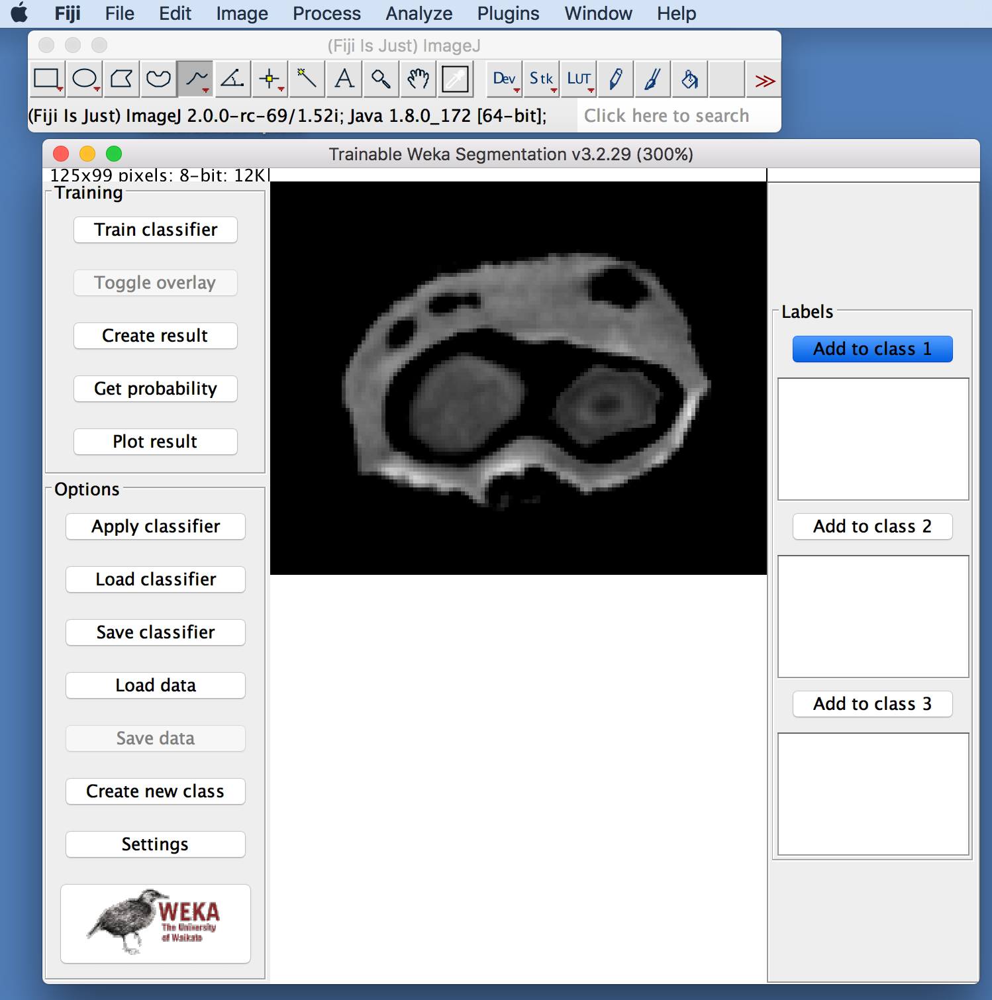 Fiji File Edit Image Process Analyze Plugins Window Help
(Fiji Is Just) ImageJ
A Dev Stk LUT >>
(Fiji Is Just) ImageJ 2.0.0-rc-69/1.52i; Java 1.8.0_172 [64-bit]; Click here to search
Trainable Weka Segmentation v3.2.29 (300%)
125x99 pixels; 8-bit; 12K
Training
Train classifier
Toggle overlay
Create result
Get probability
Plot result
Options
Apply classifier
Load classifier
Save classifier
Load data
Save data
Create new class
Settings
WEKA
The University
of Waikato
Labels
Add to class 1
Add to class 2
Add to class 3